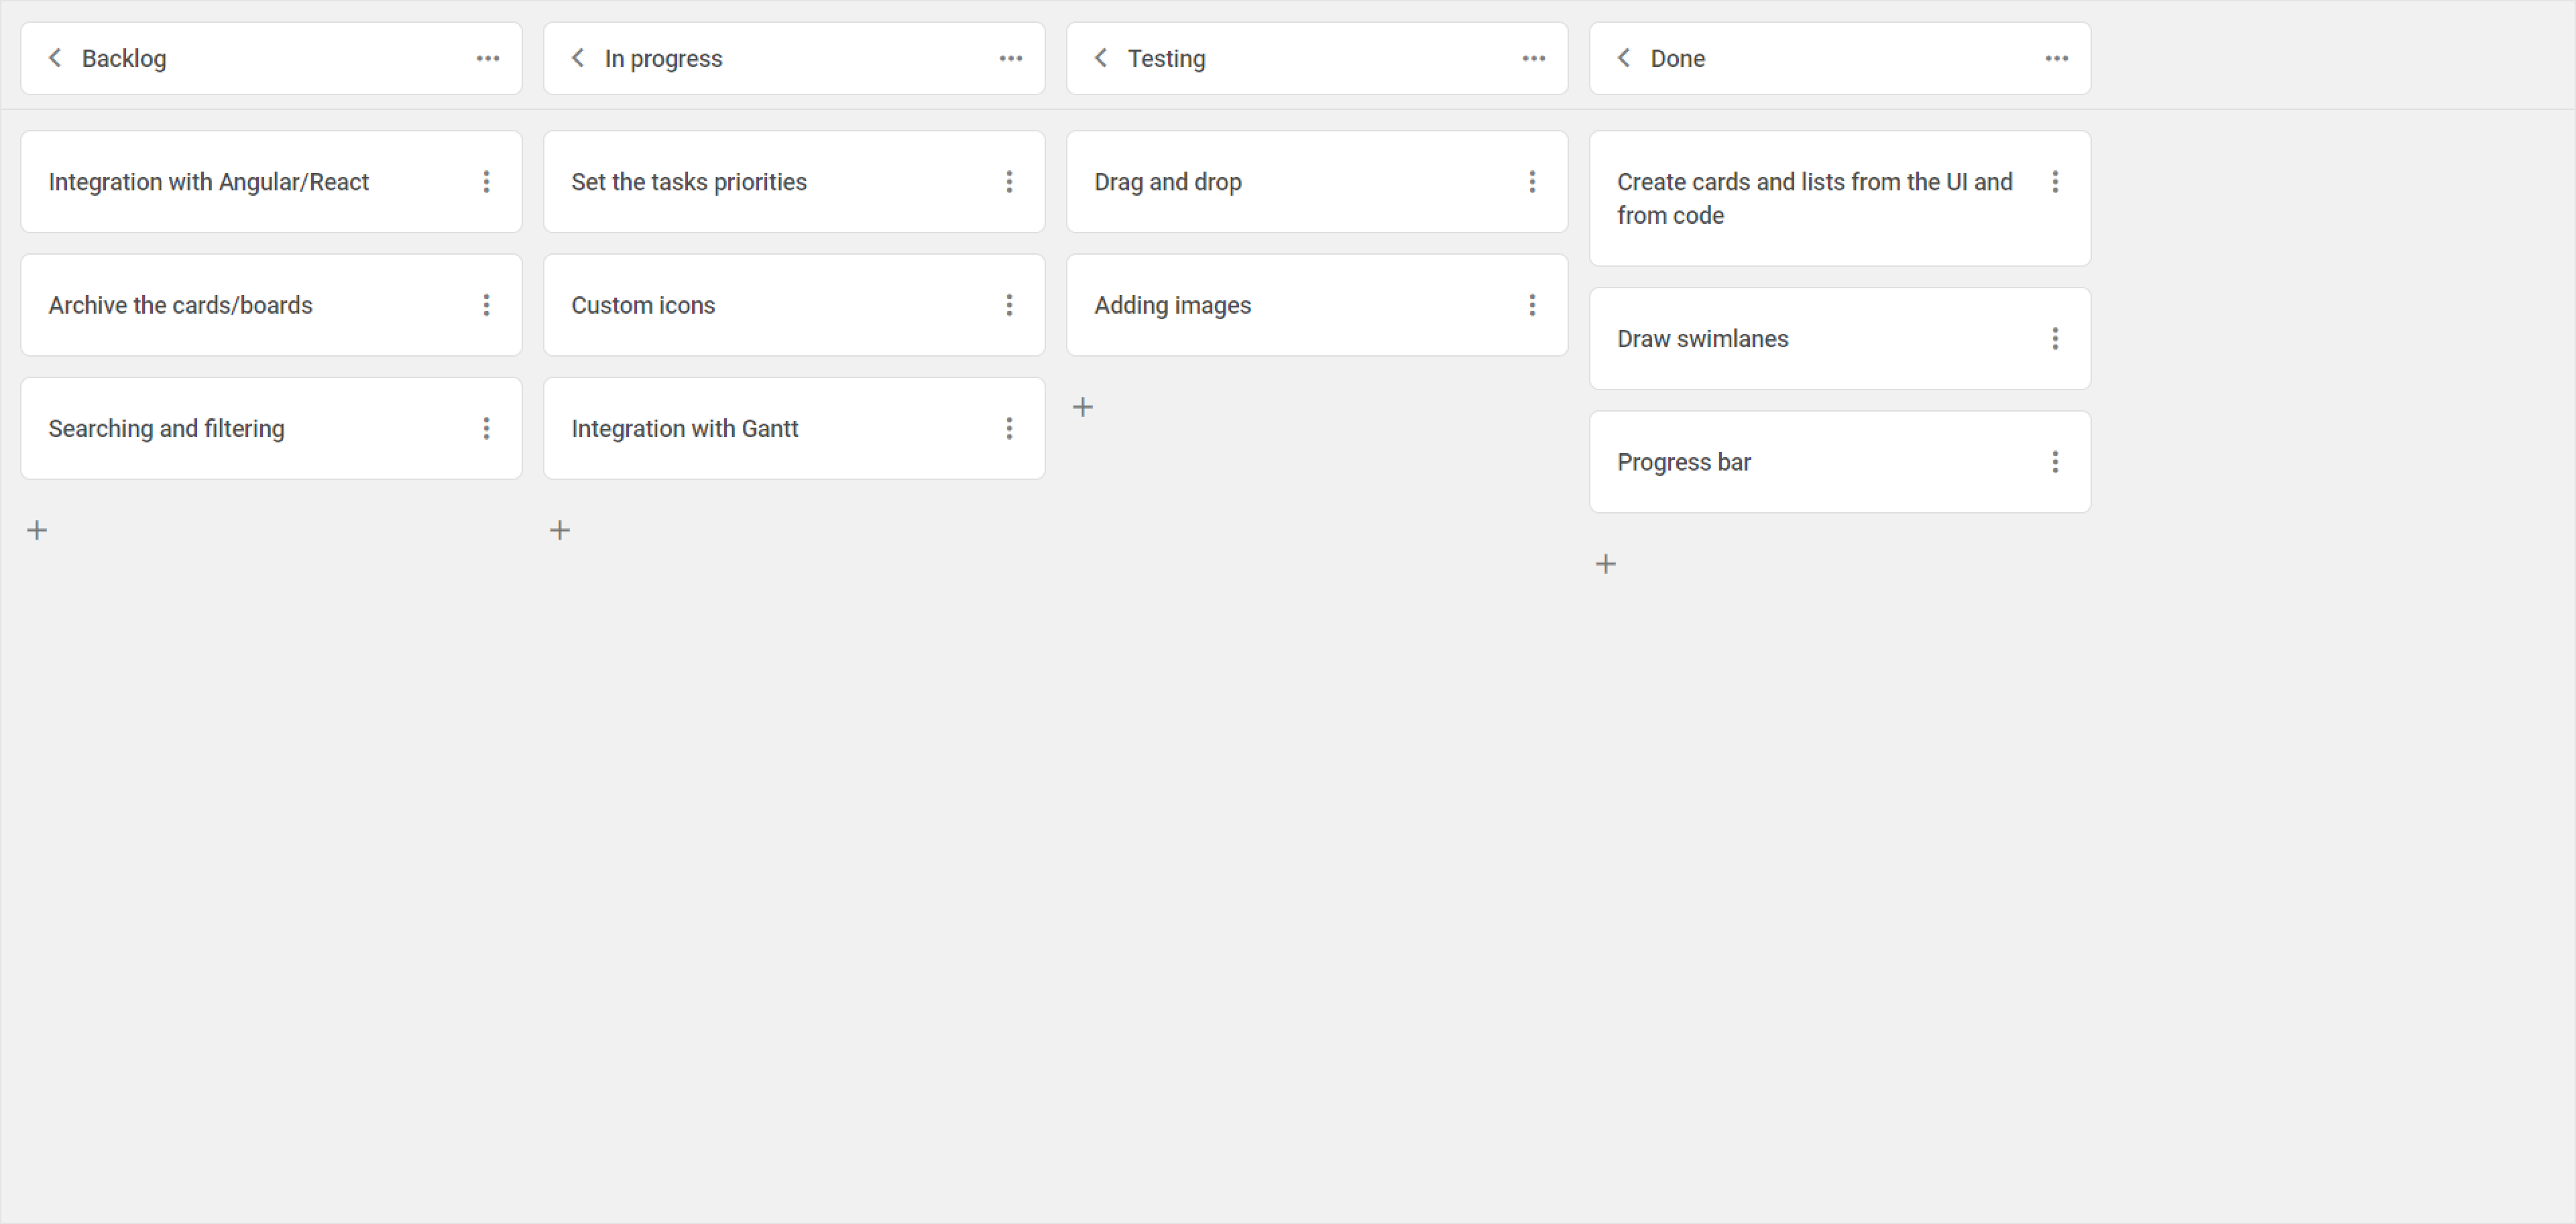 Backlog
In progress
Testing
Done
Integration with Angular/React
Archive the cards/boards
Searching and filtering
Set the tasks priorities
Custom icons
Integration with Gantt
Drag and drop
Adding images
Create cards and lists from the UI and
from code
Draw swimlanes
Progress bar